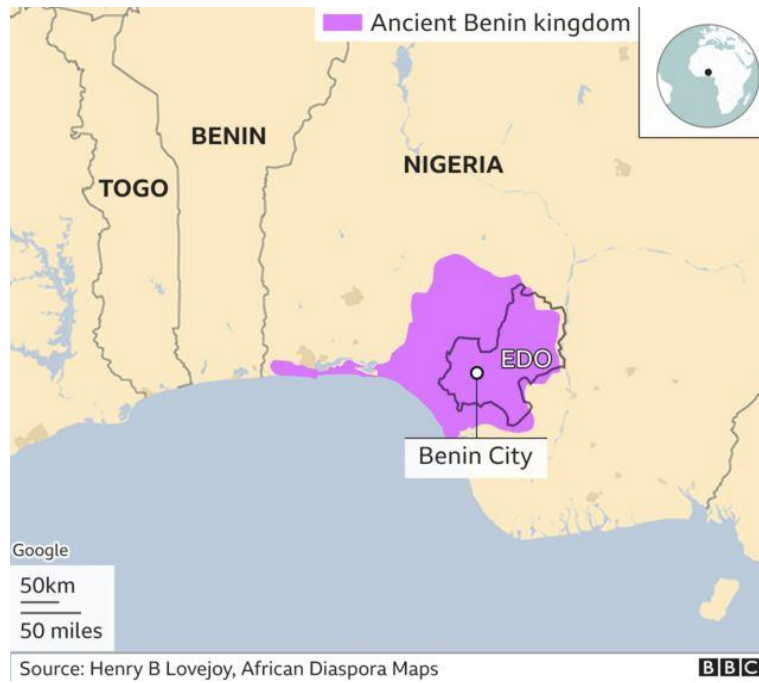 Ancient Benin kingdom
BENIN
NIGERIA
TOGO
EDO
Benin City
Google
50km
50 miles
Source: Henry B Lovejoy, African Diaspora Maps
BBC